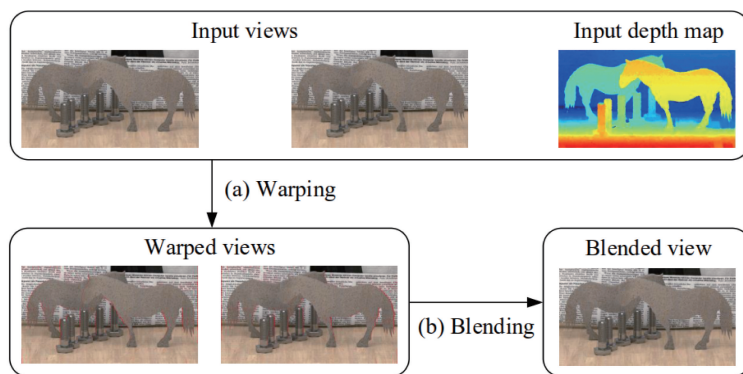 Input views
Input depth map
(a) Warping
Warped views
Blended view
(b) Blending